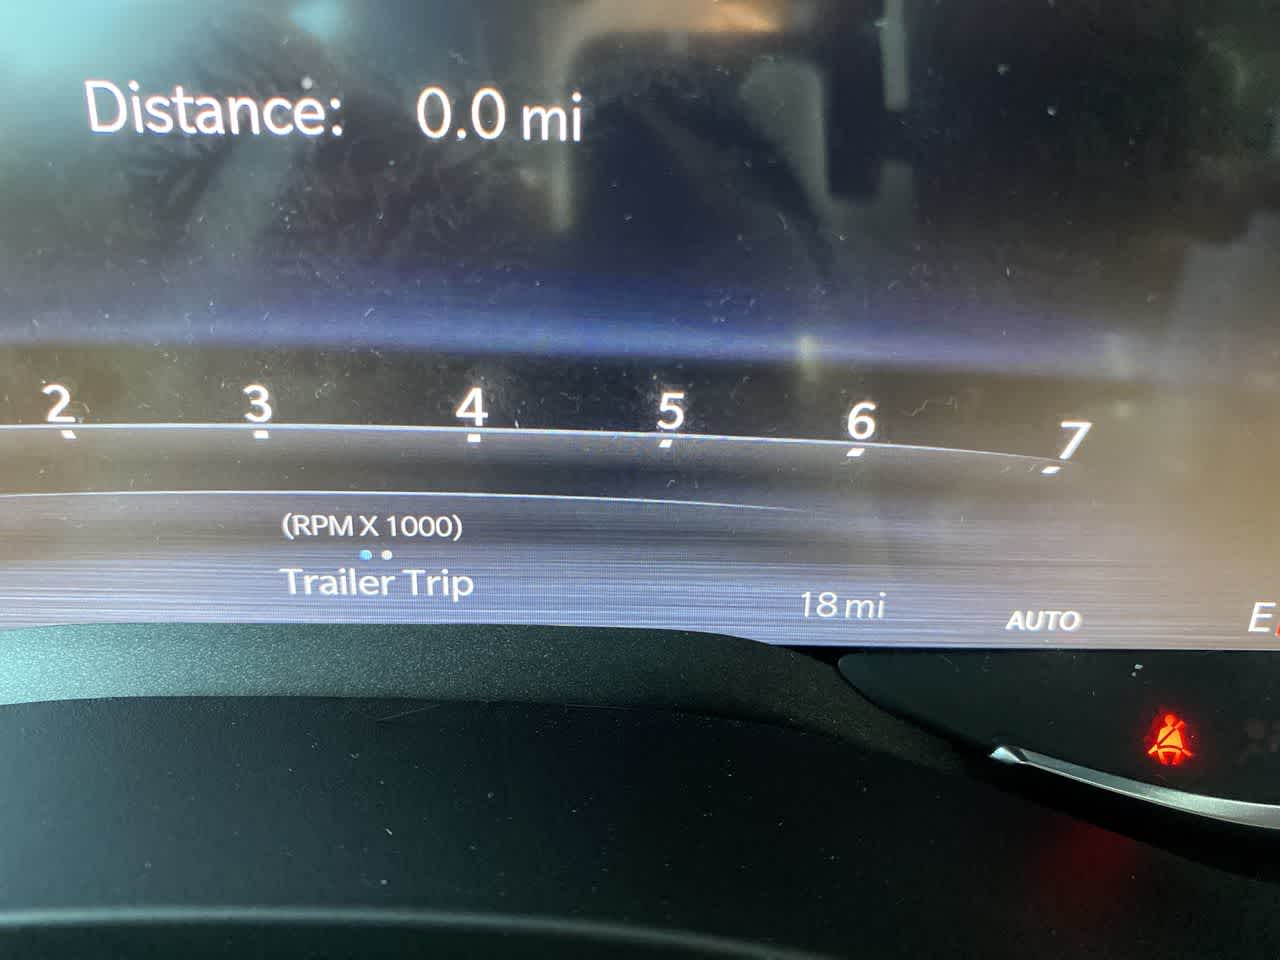 Distance: 0.0 mi
2 3 4 5 6 7
(RPM X 1000)
Trailer Trip
18 mi
AUTO
E